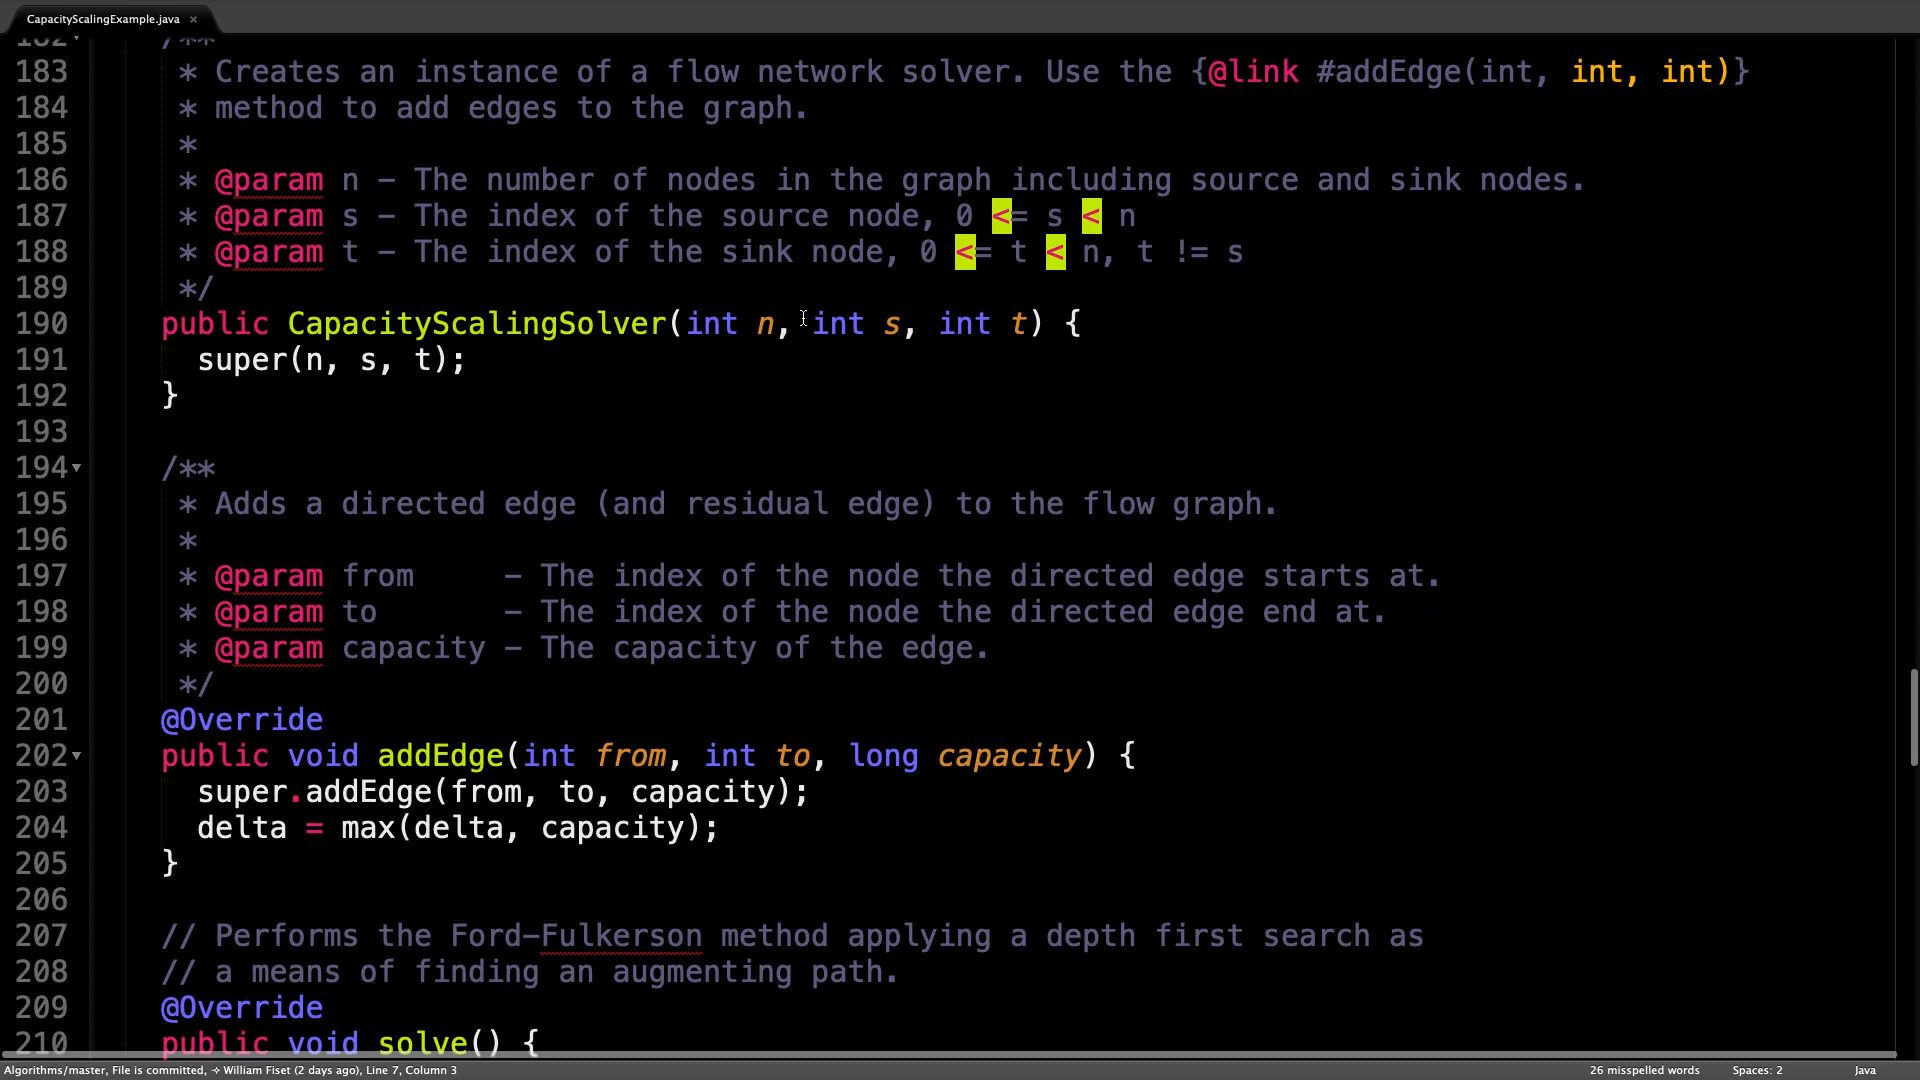 CapacityScalingExample.java ×
182 /**
183 * Creates an instance of a flow network solver. Use the {@link #addEdge(int, int, int)}
184 * method to add edges to the graph.
185 *
186 * @param n - The number of nodes in the graph including source and sink nodes.
187 * @param s - The index of the source node, 0 <= s < n
188 * @param t - The index of the sink node, 0 <= t < n, t != s
189 */
190 public CapacityScalingSolver(int n, int s, int t) {
191 super(n, s, t);
192 }
193
194 /**
195 * Adds a directed edge (and residual edge) to the flow graph.
196 *
197 * @param from     - The index of the node the directed edge starts at.
198 * @param to       - The index of the node the directed edge end at.
199 * @param capacity - The capacity of the edge.
200 */
201 @Override
202 public void addEdge(int from, int to, long capacity) {
203 super.addEdge(from, to, capacity);
204 delta = max(delta, capacity);
205 }
206
207 // Performs the Ford-Fulkerson method applying a depth first search as
208 // a means of finding an augmenting path.
209 @Override
210 public void solve() {
Algorithms/master, File is committed, ✧ William Fiset (2 days ago), Line 7, Column 3 26 misspelled words Spaces: 2 Java